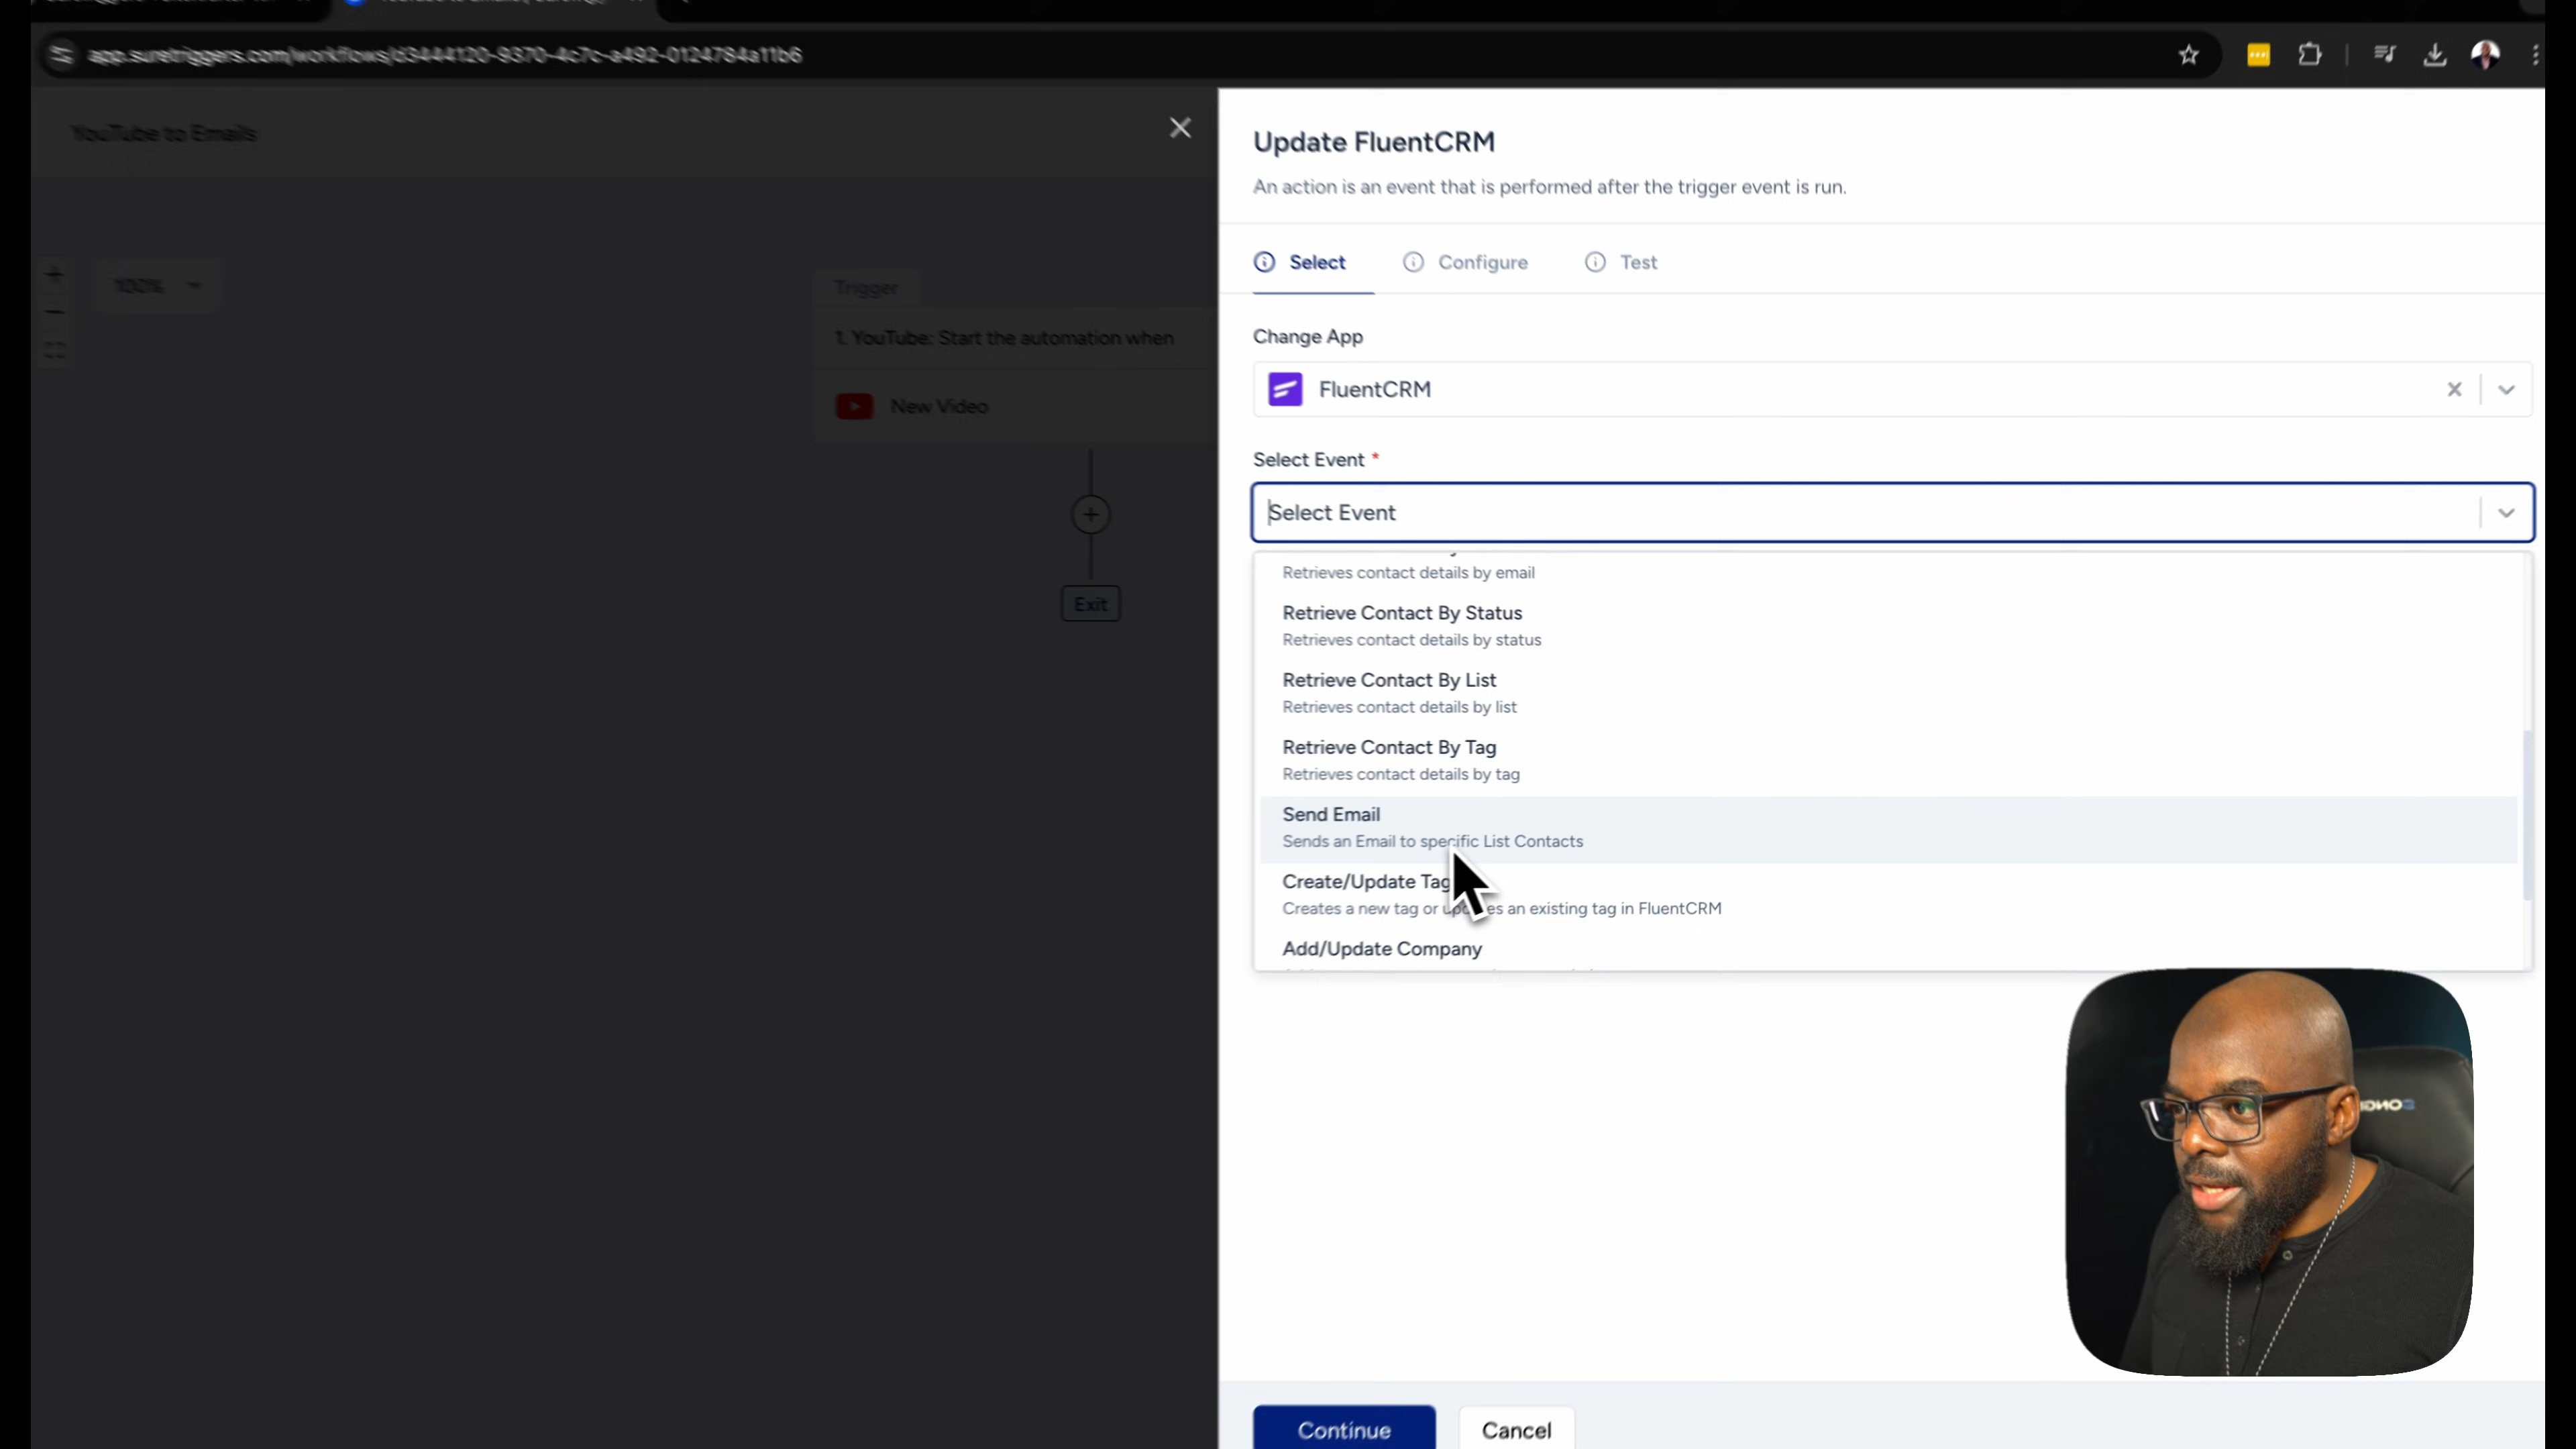 app.suretriggers.com/workflows/d3444120-9370-4c7c-a492-0124784a11b6
YouTube to Emails
100%
Trigger
1. YouTube: Start the automation when
New Video
Exit
Update FluentCRM
An action is an event that is performed after the trigger event is run.
Select
Configure
Test
Change App
FluentCRM
Select Event *
Select Event
Retrieves contact details by email
Retrieve Contact By Status
Retrieves contact details by status
Retrieve Contact By List
Retrieves contact details by list
Retrieve Contact By Tag
Retrieves contact details by tag
Send Email
Sends an Email to specific List Contacts
Create/Update Tag
Creates a new tag or updates an existing tag in FluentCRM
Add/Update Company
Continue
Cancel